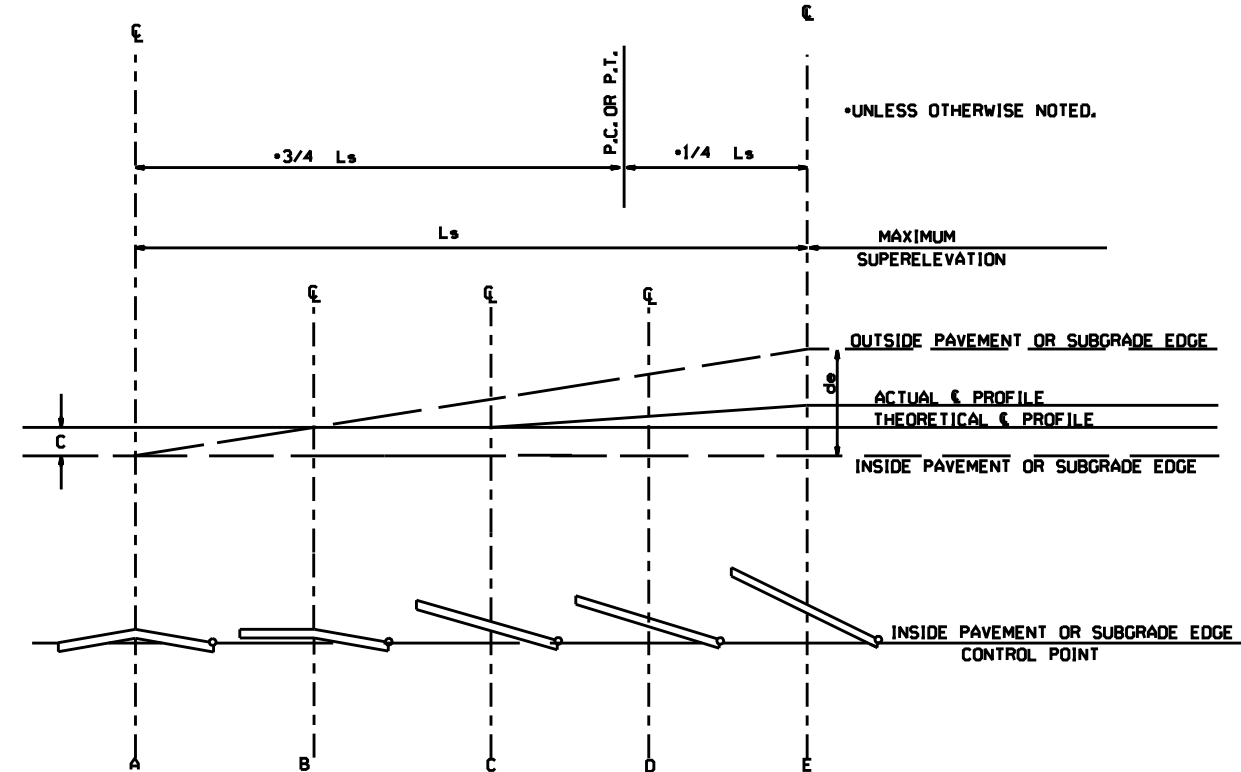 ℄
℄
P.C. OR P.T.
*UNLESS OTHERWISE NOTED.
*3/4 Ls
*1/4 Ls
Ls
MAXIMUM
SUPERELEVATION
℄
℄
℄
OUTSIDE PAVEMENT OR SUBGRADE EDGE
de
ACTUAL ℄ PROFILE
THEORETICAL ℄ PROFILE
C
INSIDE PAVEMENT OR SUBGRADE EDGE
INSIDE PAVEMENT OR SUBGRADE EDGE
CONTROL POINT
A
B
C
D
E